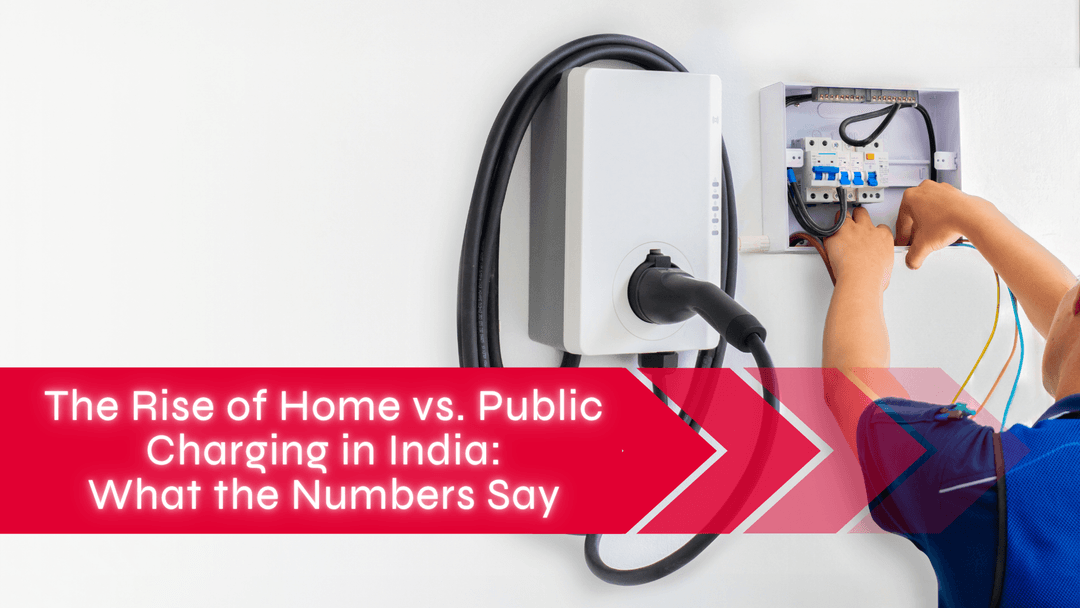 The Rise of Home vs. Public
Charging in India:
What the Numbers Say